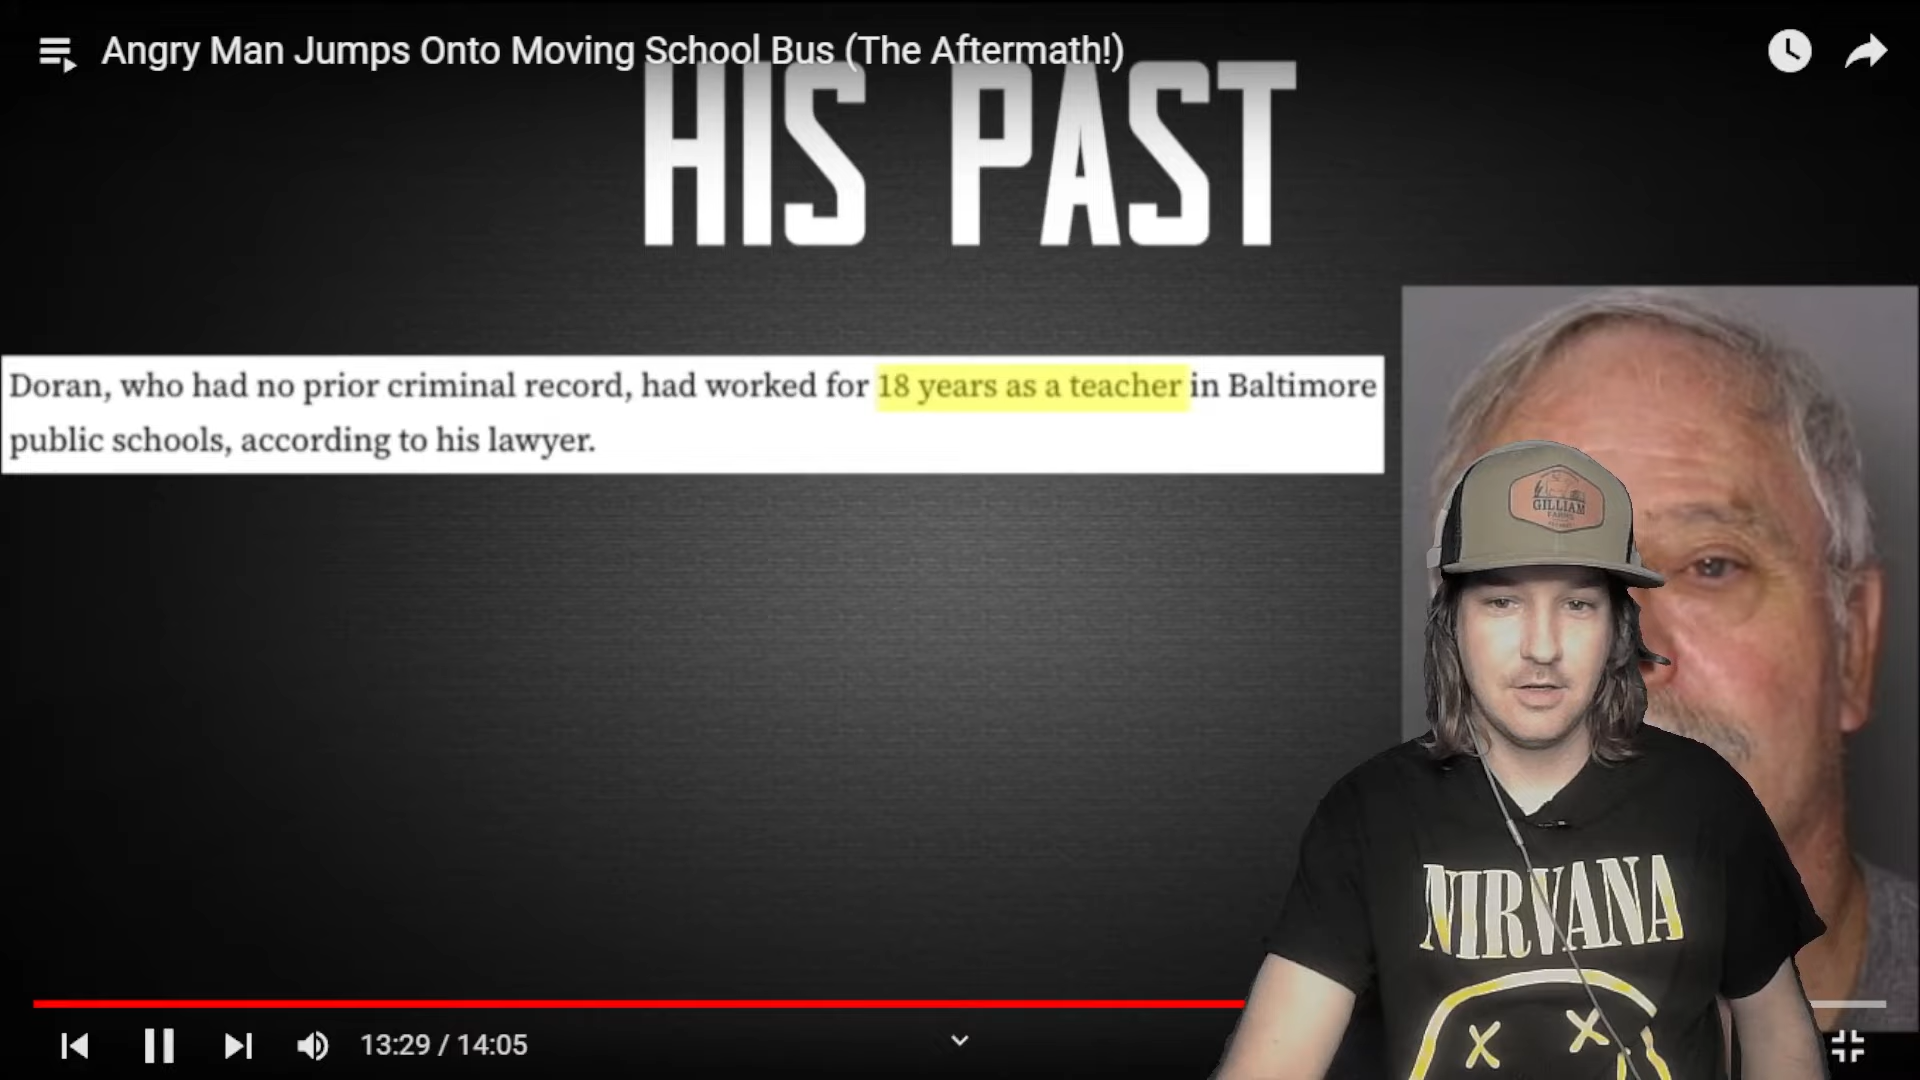 Angry Man Jumps Onto Moving School Bus (The Aftermath!)
HIS PAST
Doran, who had no prior criminal record, had worked for 18 years as a teacher in Baltimore
public schools, according to his lawyer.
GILLIAM
FARMS
NIRVANA
13:29 / 14:05